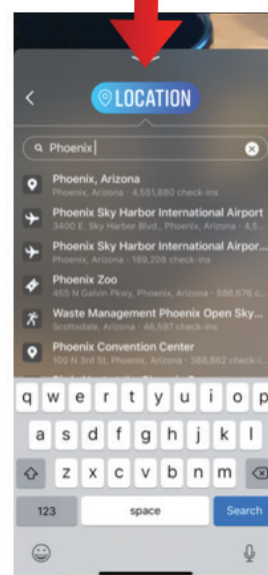 LOCATION
Phoenix
Phoenix, Arizona
Phoenix, Arizona · 4,551,880 check-ins
Phoenix Sky Harbor International Airport
3400 E. Sky Harbor Blvd., Phoenix, Arizona · 4,5...
Phoenix Sky Harbor International Airpor...
Phoenix, Arizona · 189,208 check-ins
Phoenix Zoo
455 N Galvin Pkwy, Phoenix, Arizona · 686,676 c...
Waste Management Phoenix Open Sky...
Scottsdale, Arizona · 46,597 check-ins
Phoenix Convention Center
100 N 3rd St, Phoenix, Arizona · 388,862 check-i...
q w e r t y u i o p
a s d f g h j k l
z x c v b n m
123 space Search